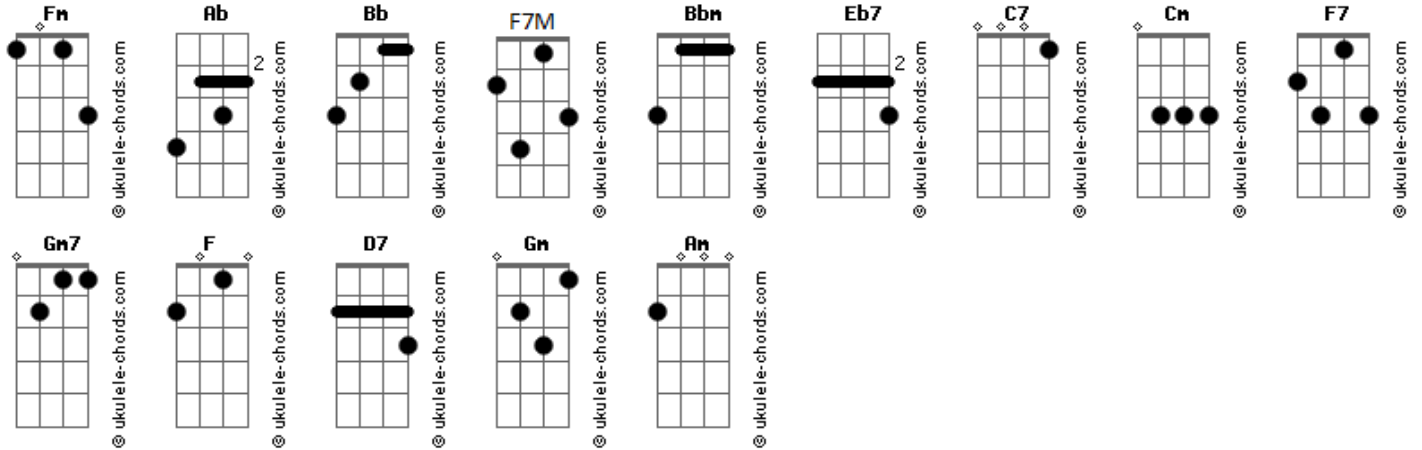 Fm Ab Bb F7M Bbm Eb7 C7 Cm F7
2 2
© ukulele-chords.com © ukulele-chords.com © ukulele-chords.com © ukulele-chords.com © ukulele-chords.com © ukulele-chords.com © ukulele-chords.com © ukulele-chords.com © ukulele-chords.com
Gm7 F D7 Gm Am
© ukulele-chords.com © ukulele-chords.com © ukulele-chords.com © ukulele-chords.com © ukulele-chords.com